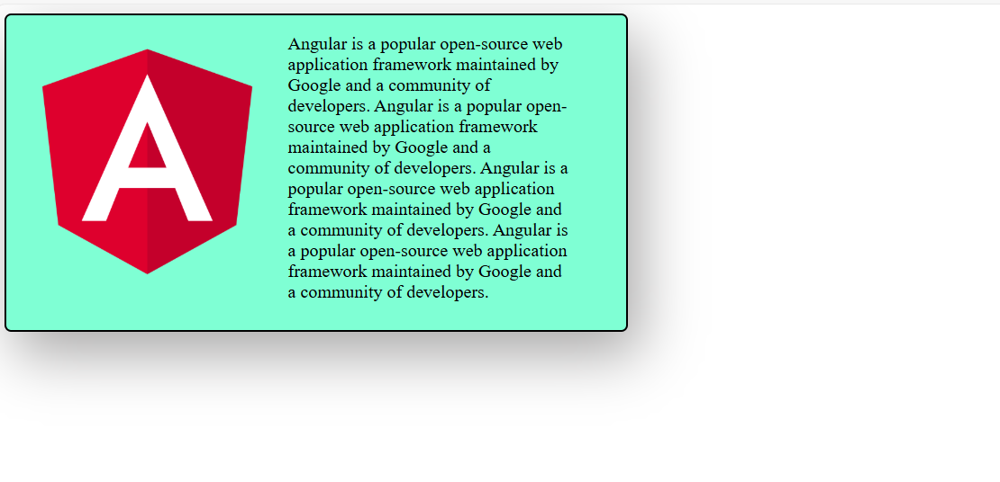 A
Angular is a popular open-source web
application framework maintained by
Google and a community of
developers. Angular is a popular open-
source web application framework
maintained by Google and a
community of developers. Angular is a
popular open-source web application
framework maintained by Google and
a community of developers. Angular is
a popular open-source web application
framework maintained by Google and
a community of developers.